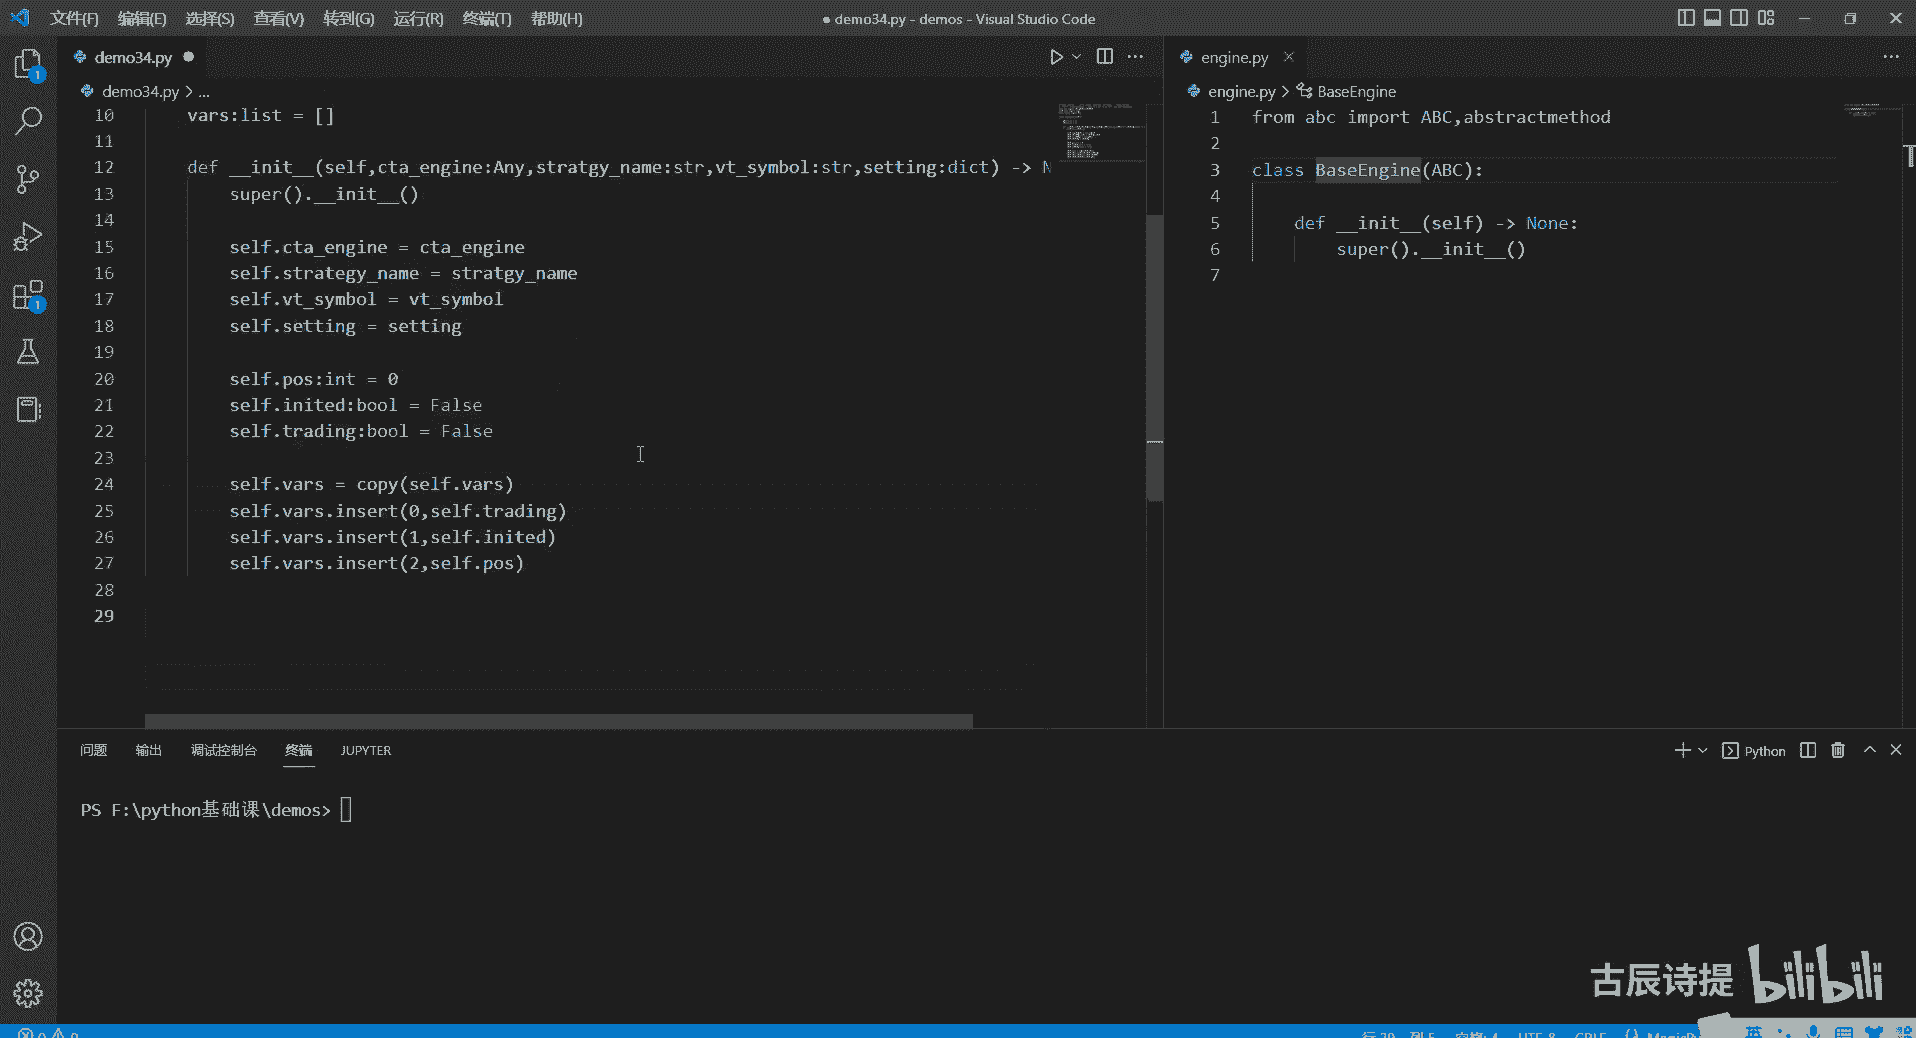 文件(F) 编辑(E) 选择(S) 查看(V) 转到(G) 运行(R) 终端(T) 帮助(H)
● demo34.py - demos - Visual Studio Code
demo34.py ●
demo34.py > ...
10 vars:list = []
11
12 def __init__(self,cta_engine:Any,stratgy_name:str,vt_symbol:str,setting:dict) -> N
13 super().__init__()
14
15 self.cta_engine = cta_engine
16 self.strategy_name = stratgy_name
17 self.vt_symbol = vt_symbol
18 self.setting = setting
19
20 self.pos:int = 0
21 self.inited:bool = False
22 self.trading:bool = False
23
24 self.vars = copy(self.vars)
25 self.vars.insert(0,self.trading)
26 self.vars.insert(1,self.inited)
27 self.vars.insert(2,self.pos)
28
29
engine.py
engine.py > BaseEngine
1 from abc import ABC,abstractmethod
2
3 class BaseEngine(ABC):
4
5 def __init__(self) -> None:
6 super().__init__()
7
问题 输出 调试控制台 终端 JUPYTER
Python
PS F:\python基础课\demos>
1
1
古辰诗提 bilibili
英